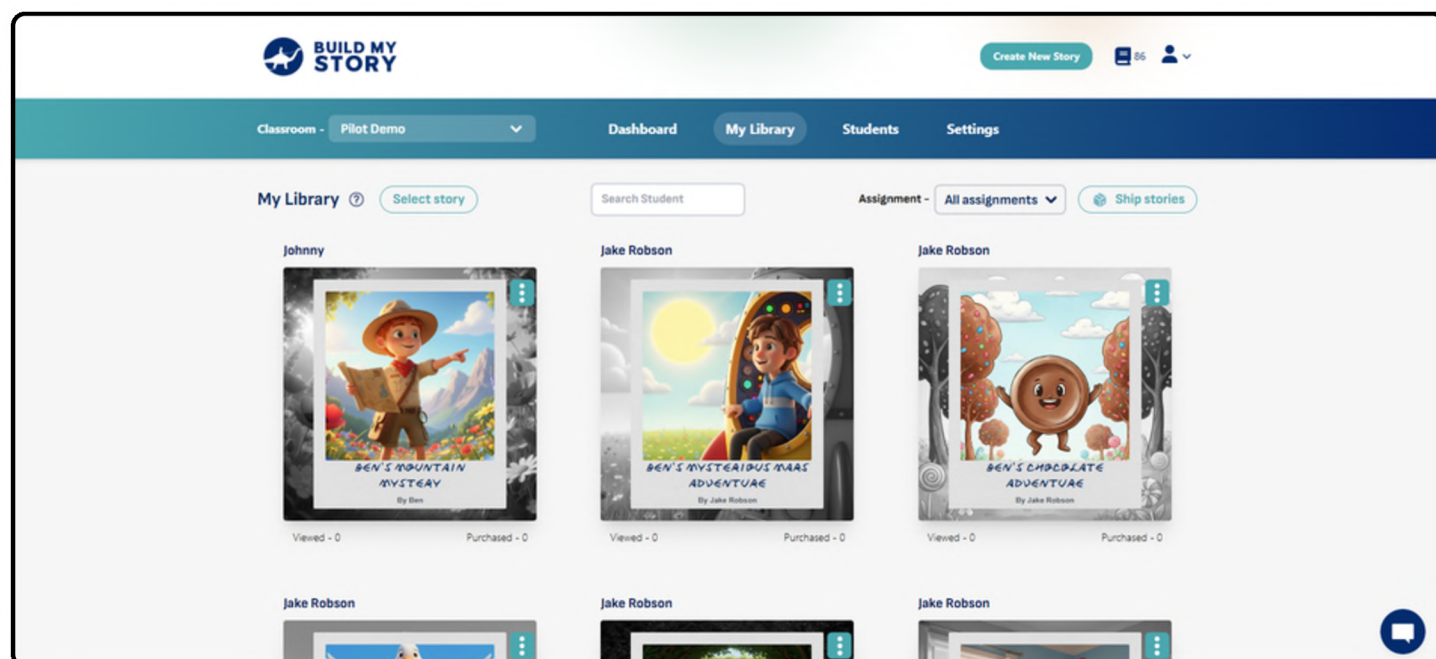 BUILD MY
STORY
Create New Story
86
Classroom -
Pilot Demo
Dashboard
My Library
Students
Settings
My Library
?
Select story
Search Student
Assignment -
All assignments
Ship stories
Johnny
Jake Robson
Jake Robson
BEN'S MOUNTAIN
MYSTERY
By Ben
BEN'S MYSTERIOUS MARS
ADVENTURE
By Jake Robson
BEN'S CHOCOLATE
ADVENTURE
By Jake Robson
Viewed - 0
Purchased - 0
Viewed - 0
Purchased - 0
Viewed - 0
Purchased - 0
Jake Robson
Jake Robson
Jake Robson